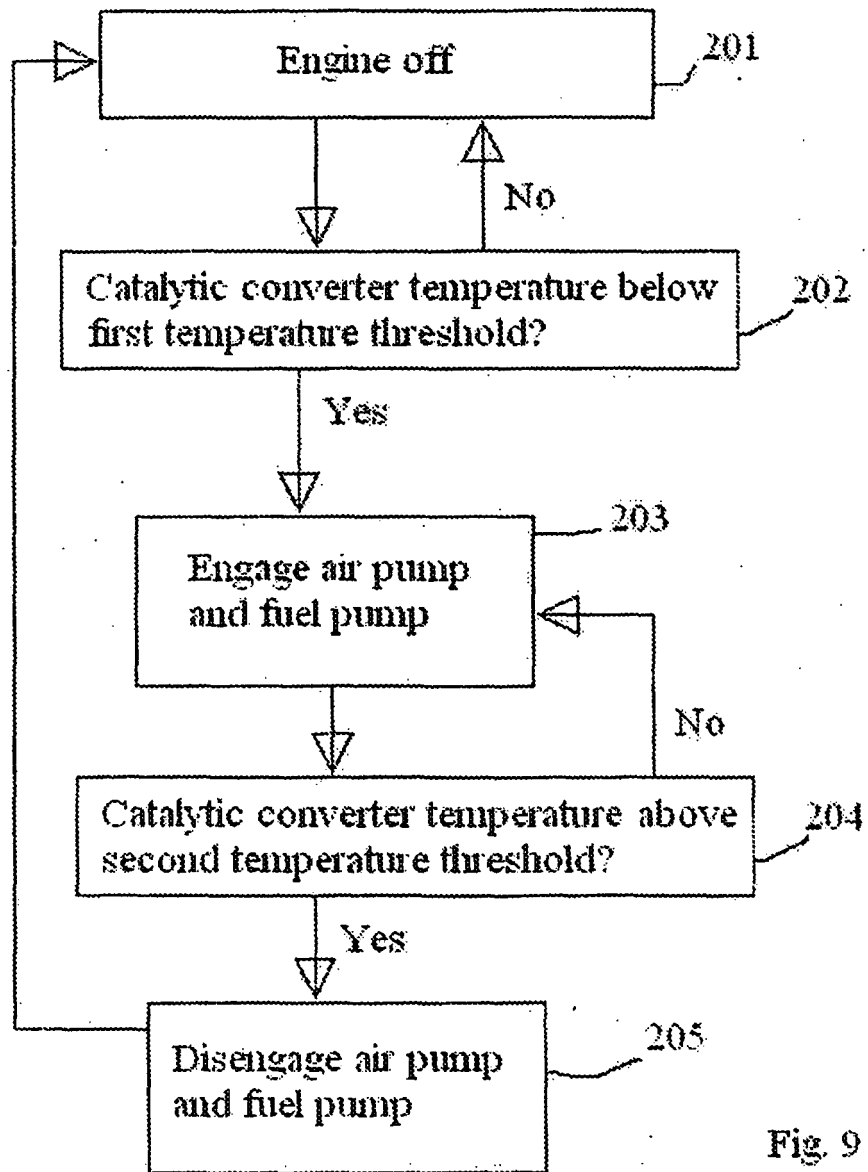 Engine off
201
No
Catalytic converter temperature below
first temperature threshold?
202
Yes
203
Engage air pump
and fuel pump
No
Catalytic converter temperature above
second temperature threshold?
204
Yes
205
Disengage air pump
and fuel pump
Fig. 9